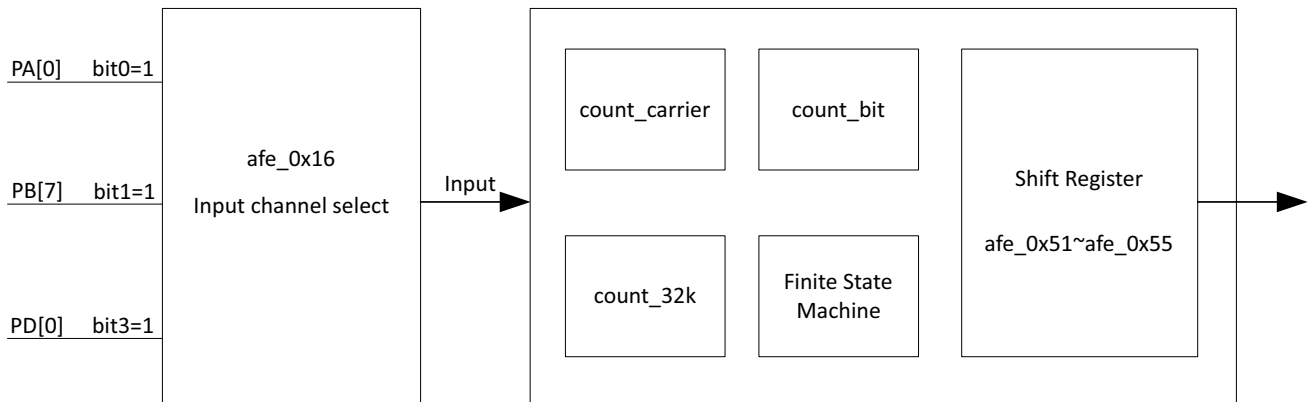 PA[0] bit0=1
PB[7] bit1=1
PD[0] bit3=1
afe_0x16
Input channel select
Input
count_carrier
count_bit
count_32k
Finite State
Machine
Shift Register
afe_0x51~afe_0x55